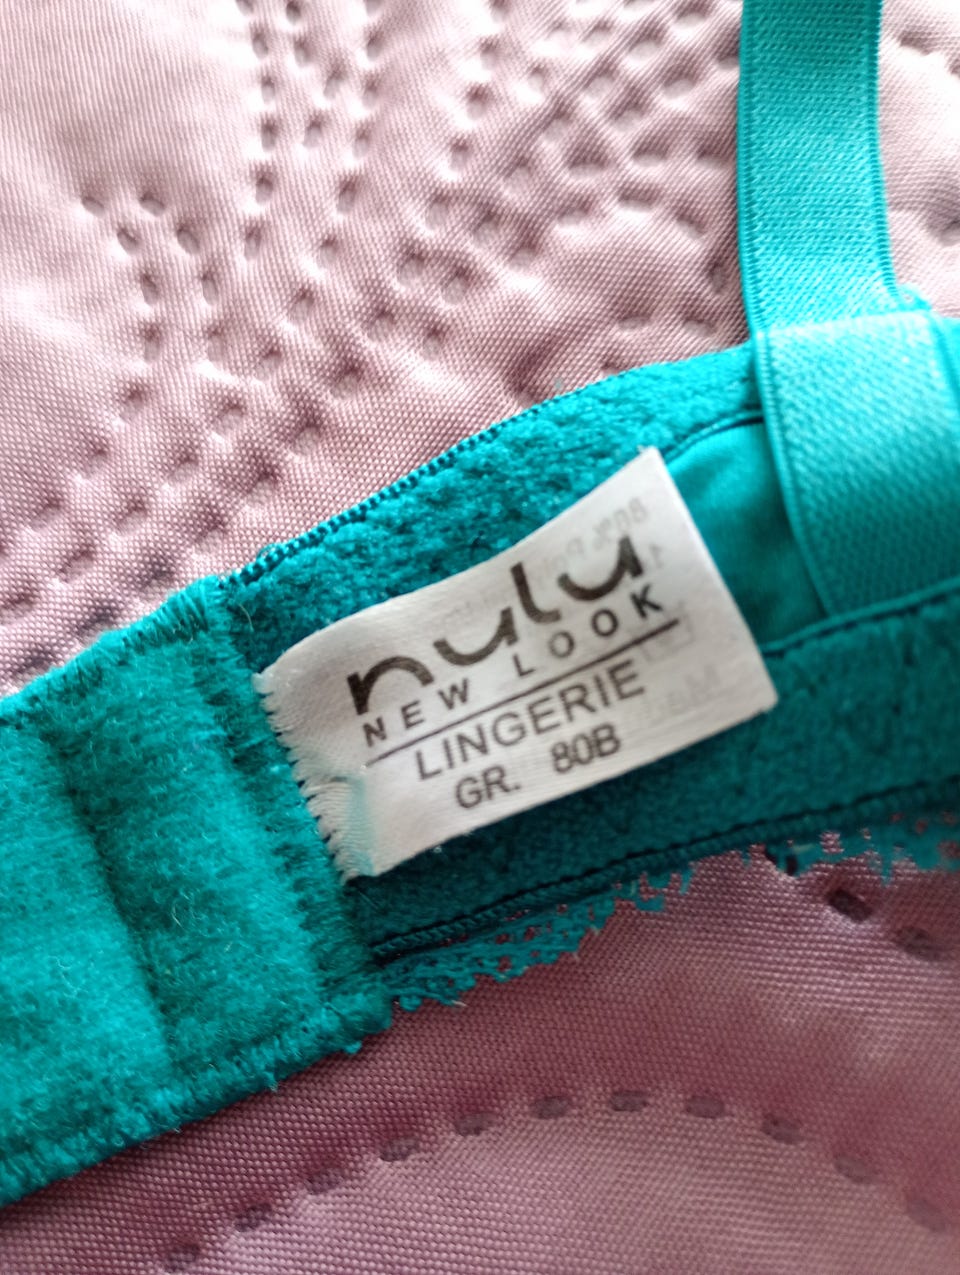 nulu
NEW LOOK
LINGERIE
GR. 80B